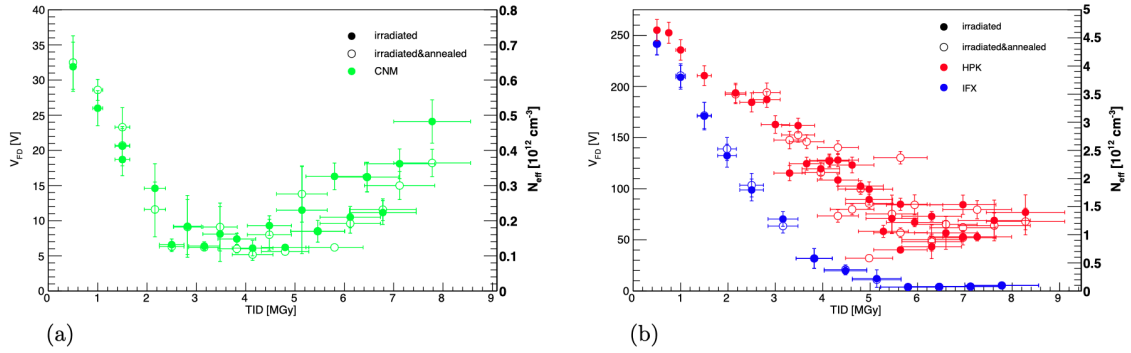 40
35
30
25
20
15
10
5
0
V_FD [V]
0 1 2 3 4 5 6 7 8 9
TID [MGy]
0.8
0.7
0.6
0.5
0.4
0.3
0.2
0.1
0
N_eff [10^12 cm^-3]
irradiated
irradiated&annealed
CNM
(a)
250
200
150
100
50
0
V_FD [V]
0 1 2 3 4 5 6 7 8 9
TID [MGy]
5
4.5
4
3.5
3
2.5
2
1.5
1
0.5
0
N_eff [10^12 cm^-3]
irradiated
irradiated&annealed
HPK
IFX
(b)